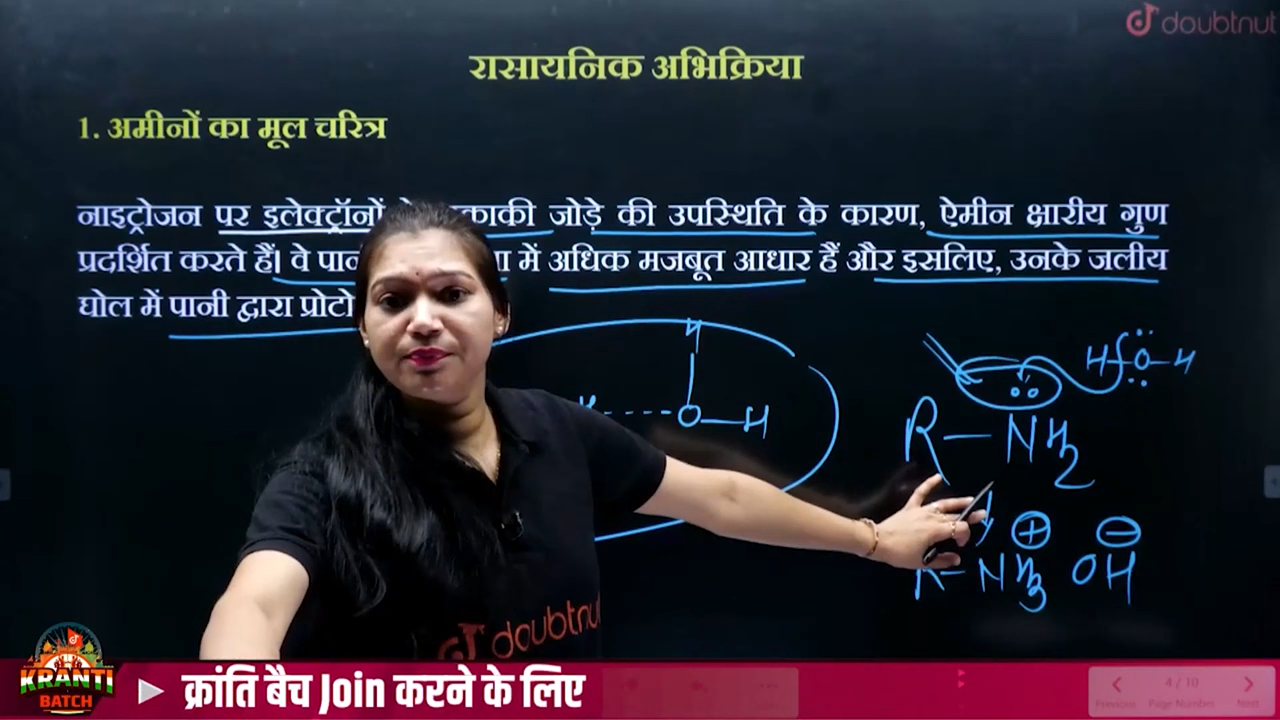 doubtnut
रासायनिक अभिक्रिया
1. अमीनों का मूल चरित्र
नाइट्रोजन पर इलेक्ट्रॉनों जोड़े की उपस्थिति के कारण, ऐमीन क्षारीय गुण
प्रदर्शित करते हैं। वे में अधिक मजबूत आधार हैं और इसलिए, उनके जलीय
घोल में पानी द्वारा
H
O—H
H—O—H
R—NH2
R—NH3 ⊕ OH ⊖
doubtnut
KRANTI
BATCH
क्रांति बैच Join करने के लिए
4 / 10
Previous Page Number Next